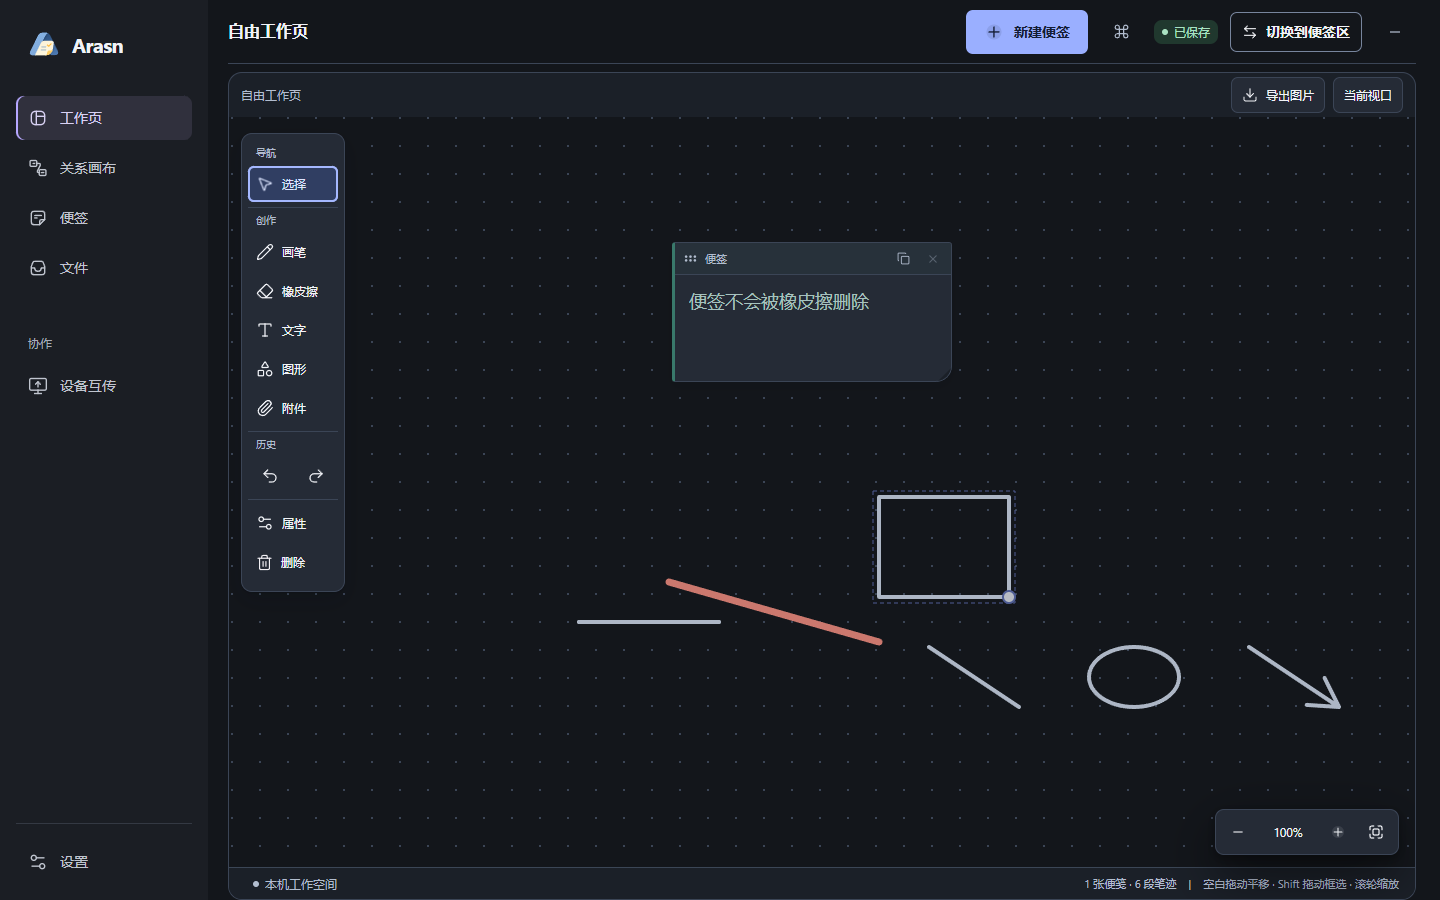 Arasn
工作页
关系画布
便签
文件
协作
设备互传
设置
自由工作页
新建便签
已保存
切换到便签区
自由工作页
导出图片
当前视口
导航
选择
创作
画笔
橡皮擦
文字
图形
附件
历史
属性
删除
便签
便签不会被橡皮擦删除
100%
本机工作空间
1 张便笺 · 6 段笔迹 | 空白拖动平移 · Shift 拖动框选 · 滚轮缩放